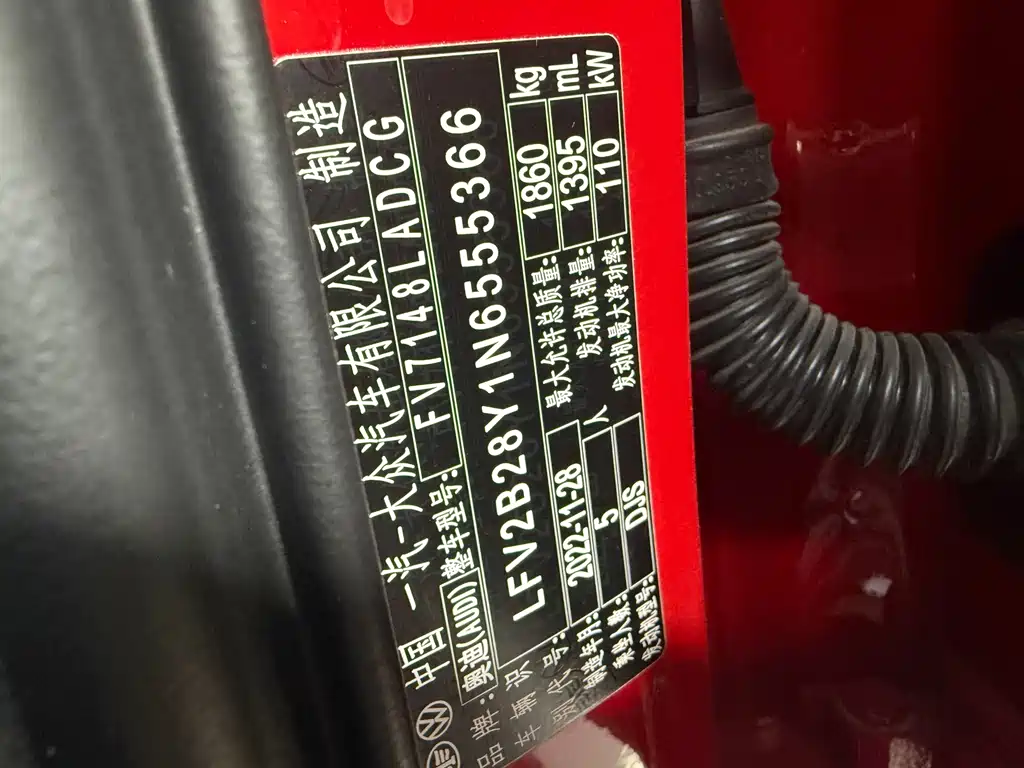 中国 一汽-大众汽车有限公司 制造
品牌: 奥迪(AUDI) 整车型号: FV7148LADCG
车辆识别代号: LFV2B28Y1N6555366
制造年月: 2022-11-28 最大允许总质量: 1860 kg
乘坐人数: 5 人 发动机排量: 1395 mL
发动机型号: DJS 发动机最大净功率: 110 kW